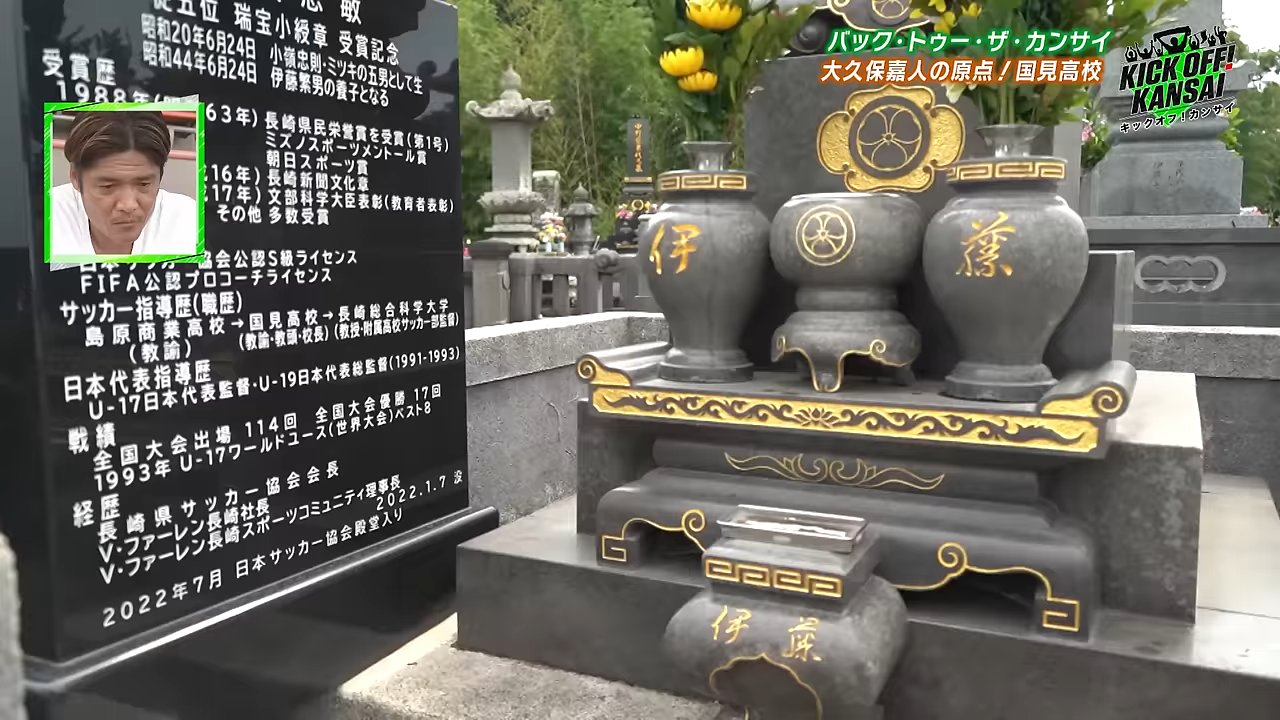 敏
従五位 瑞宝小綬章 受賞記念
昭和20年6月24日 小嶺忠則・ミツキの五男として生
昭和44年6月24日 伊藤繁男の養子となる
受賞歴
1988年
63年) 長崎県民栄誉賞を受賞(第1号)
ミズノスポーツメントール賞
朝日スポーツ賞
16年) 長崎新聞文化章
17年) 文部科学大臣表彰(教育者表彰)
その他 多数受賞
協会公認S級ライセンス
FIFA公認プロコーチライセンス
サッカー指導歴(職歴)
島原商業高校→国見高校→長崎総合科学大学
(教諭) (教諭・教頭・校長)(教授・附属高校サッカー部監督)
日本代表指導歴
U-17日本代表監督・U-19日本代表総監督(1991-1993)
戦績
全国大会出場 114回 全国大会優勝 17回
1993年 U-17ワールドユース(世界大会)ベスト8
経歴
長崎県サッカー協会会長
V・ファーレン長崎社長
V・ファーレン長崎スポーツコミュニティ理事長
2022.1.7 没
2022年7月 日本サッカー協会殿堂入り
伊
藤
伊藤
バック・トゥー・ザ・カンサイ
大久保嘉人の原点!国見高校
KICK OFF!
KANSAI
キックオフ!カンサイ